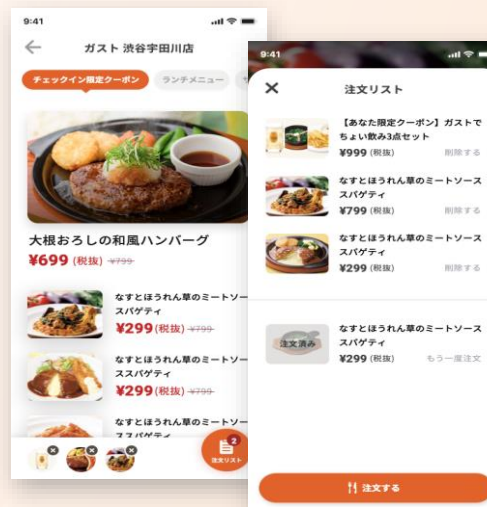 9:41
ガスト 渋谷宇田川店
チェックイン限定クーポン
ランチメニュー
大根おろしの和風ハンバーグ
¥699 (税抜) ¥799
なすとほうれん草のミートソー
ススパゲティ
¥299(税抜) ¥799
なすとほうれん草のミートソー
ススパゲティ
¥299(税抜) ¥799
なすとほうれん草のミートソー
ススパゲティ
2
注文リスト
9:41
注文リスト
【あなた限定クーポン】ガストで
ちょい飲み3点セット
¥999 (税抜) 削除する
なすとほうれん草のミートソース
スパゲティ
¥799 (税抜) 削除する
なすとほうれん草のミートソース
スパゲティ
¥299 (税抜) 削除する
注文済み
なすとほうれん草のミートソース
スパゲティ
¥299 (税抜) もう一度注文
注文する